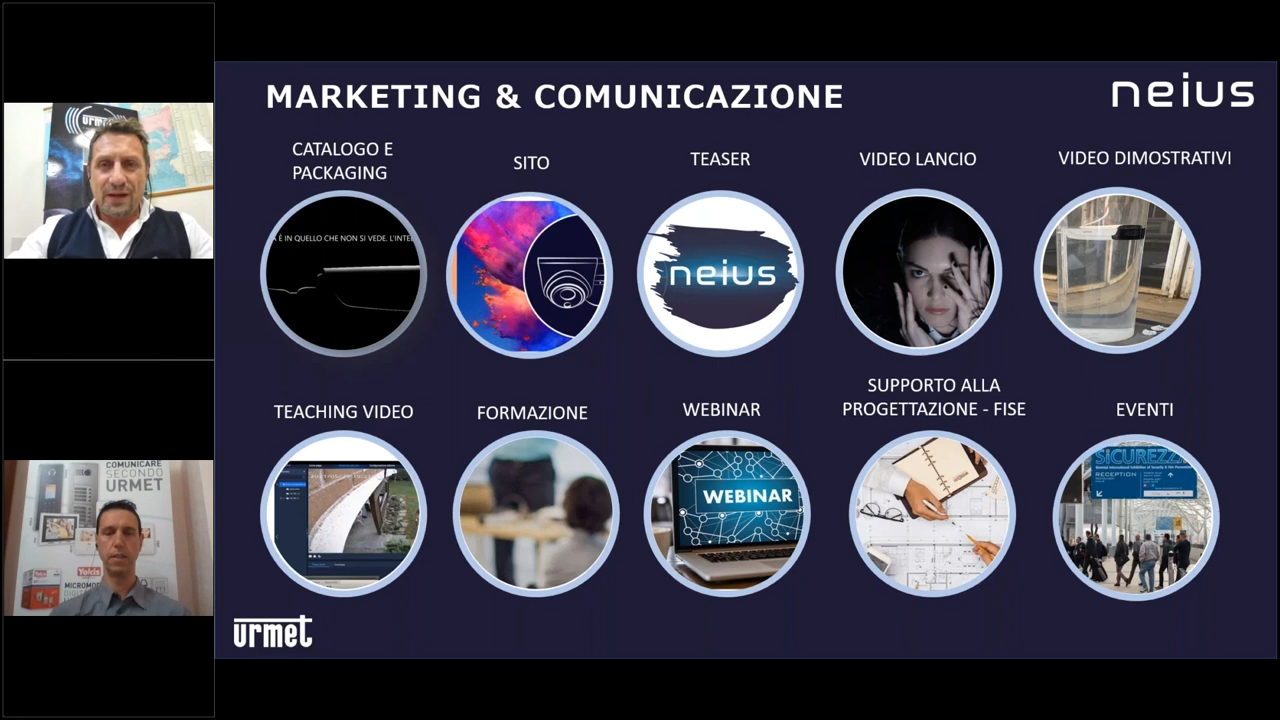 MARKETING & COMUNICAZIONE
neius
CATALOGO E
PACKAGING
SITO
TEASER
VIDEO LANCIO
VIDEO DIMOSTRATIVI
A È IN QUELLO CHE NON SI VEDE. L'INTE
neius
TEACHING VIDEO
FORMAZIONE
WEBINAR
SUPPORTO ALLA
PROGETTAZIONE - FISE
EVENTI
WEBINAR
SICUREZZA
RECEPTION
urmet
urmet
COMUNICARE
SECONDO
URMET
Yokis